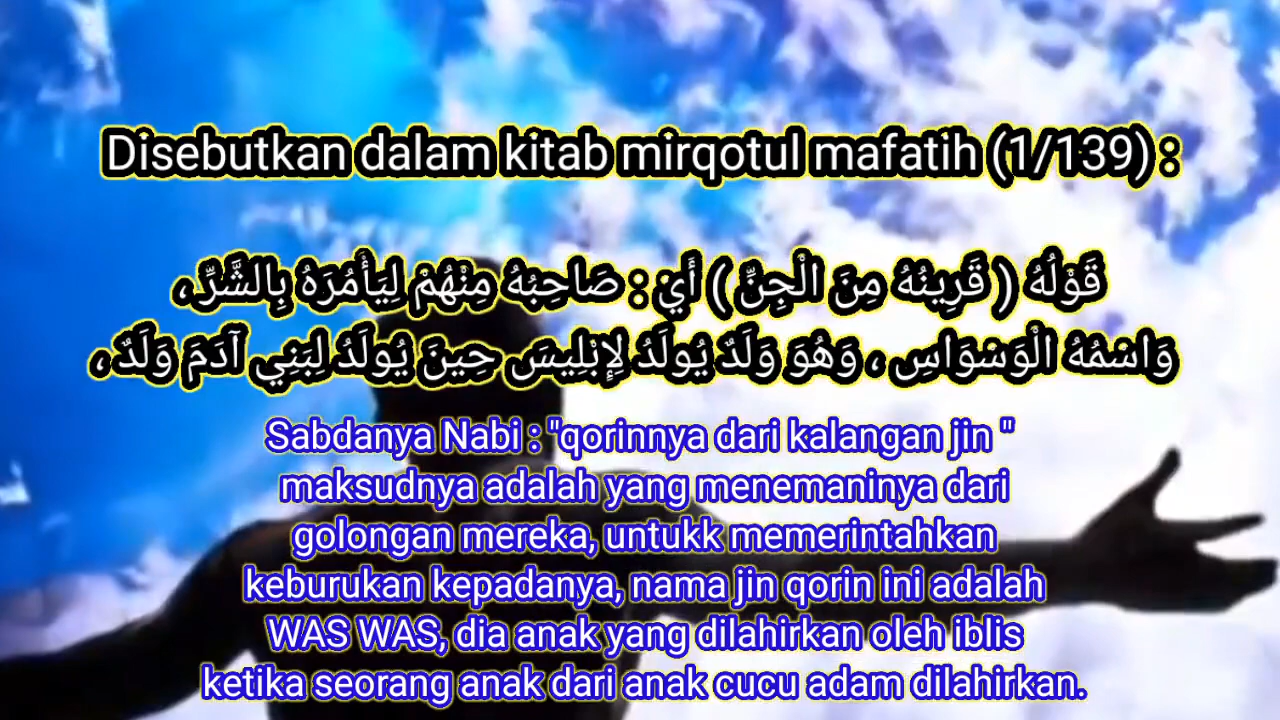 Disebutkan dalam kitab mirqotul mafatih (1/139) :
قَوْلُهُ ( قَرِينُهُ مِنَ الْجِنِّ ) أَيْ : صَاحِبُهُ مِنْهُمْ لِيَأْمُرَهُ بِالشَّرِّ ،
وَاسْمُهُ الْوَسْوَاسِ ، وَهُوَ وَلَدٌ يُولَدُ لِإِبْلِيسَ حِينَ يُولَدُ لِبَنِي آدَمَ وَلَدٌ ،
Sabdanya Nabi : "qorinnya dari kalangan jin "
maksudnya adalah yang menemaninya dari
golongan mereka, untukk memerintahkan
keburukan kepadanya, nama jin qorin ini adalah
WAS WAS, dia anak yang dilahirkan oleh iblis
ketika seorang anak dari anak cucu adam dilahirkan.